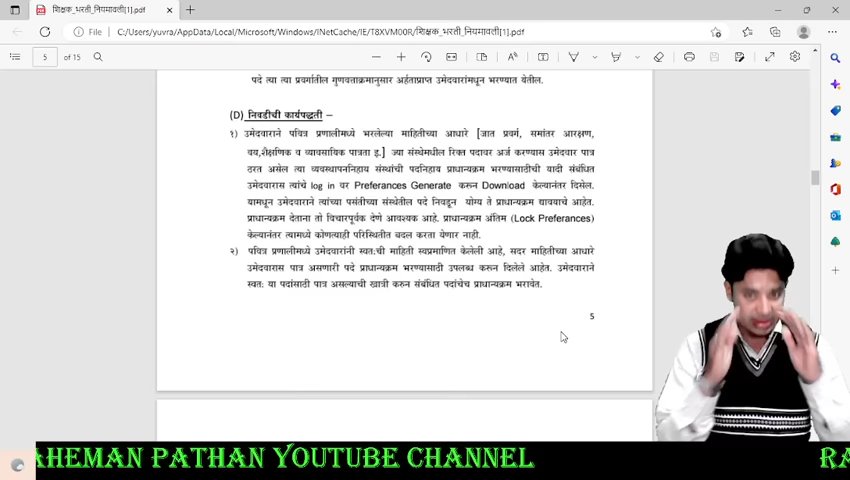 शिक्षक_भरती_नियमावली[1].pdf
File
C:/Users/yuvra/AppData/Local/Microsoft/Windows/INetCache/IE/T8XVM00R/शिक्षक_भरती_नियमावली[1].pdf
5 of 15
पदे त्या त्या प्रवर्गातील गुणवत्ताक्रमानुसार अर्हताप्राप्त उमेदवारांमधून भरण्यात येतील.
(D) निवडीची कार्यपद्धती –
१) उमेदवाराने पवित्र प्रणालीमध्ये भरलेल्या माहितीच्या आधारे [जात प्रवर्ग, समांतर आरक्षण,
वय,शैक्षणिक व व्यावसायिक पात्रता इ.] ज्या संस्थेमधील रिक्त पदावर अर्ज करण्यास उमेदवार पात्र
ठरत असेल त्या व्यवस्थापननिहाय संस्थांची पदनिहाय प्राधान्यक्रम भरण्यासाठीची यादी संबंधित
उमेदवारास त्यांचे log in वर Preferances Generate करून Download केल्यानंतर दिसेल.
यामधून उमेदवाराने त्यांच्या पसंतीच्या संस्थेतील पदे निवडून योग्य ते प्राधान्यक्रम द्यावयाचे आहेत.
प्राधान्यक्रम देताना तो विचारपूर्वक देणे आवश्यक आहे. प्राधान्यक्रम अंतिम (Lock Preferances)
केल्यानंतर त्यामध्ये कोणत्याही परिस्थितीत बदल करता येणार नाही.
२) पवित्र प्रणालीमध्ये उमेदवारांनी स्वत:ची माहिती स्वप्रमाणित केलेली आहे, सदर माहितीच्या आधारे
उमेदवारास पात्र असणारी पदे प्राधान्यक्रम भरण्यासाठी उपलब्ध करून दिलेले आहेत. उमेदवाराने
स्वत: या पदांसाठी पात्र असल्याची खात्री करुन संबंधित पदांचेच प्राधान्यक्रम भरावेत.
5
AHEMAN PATHAN YOUTUBE CHANNEL RA